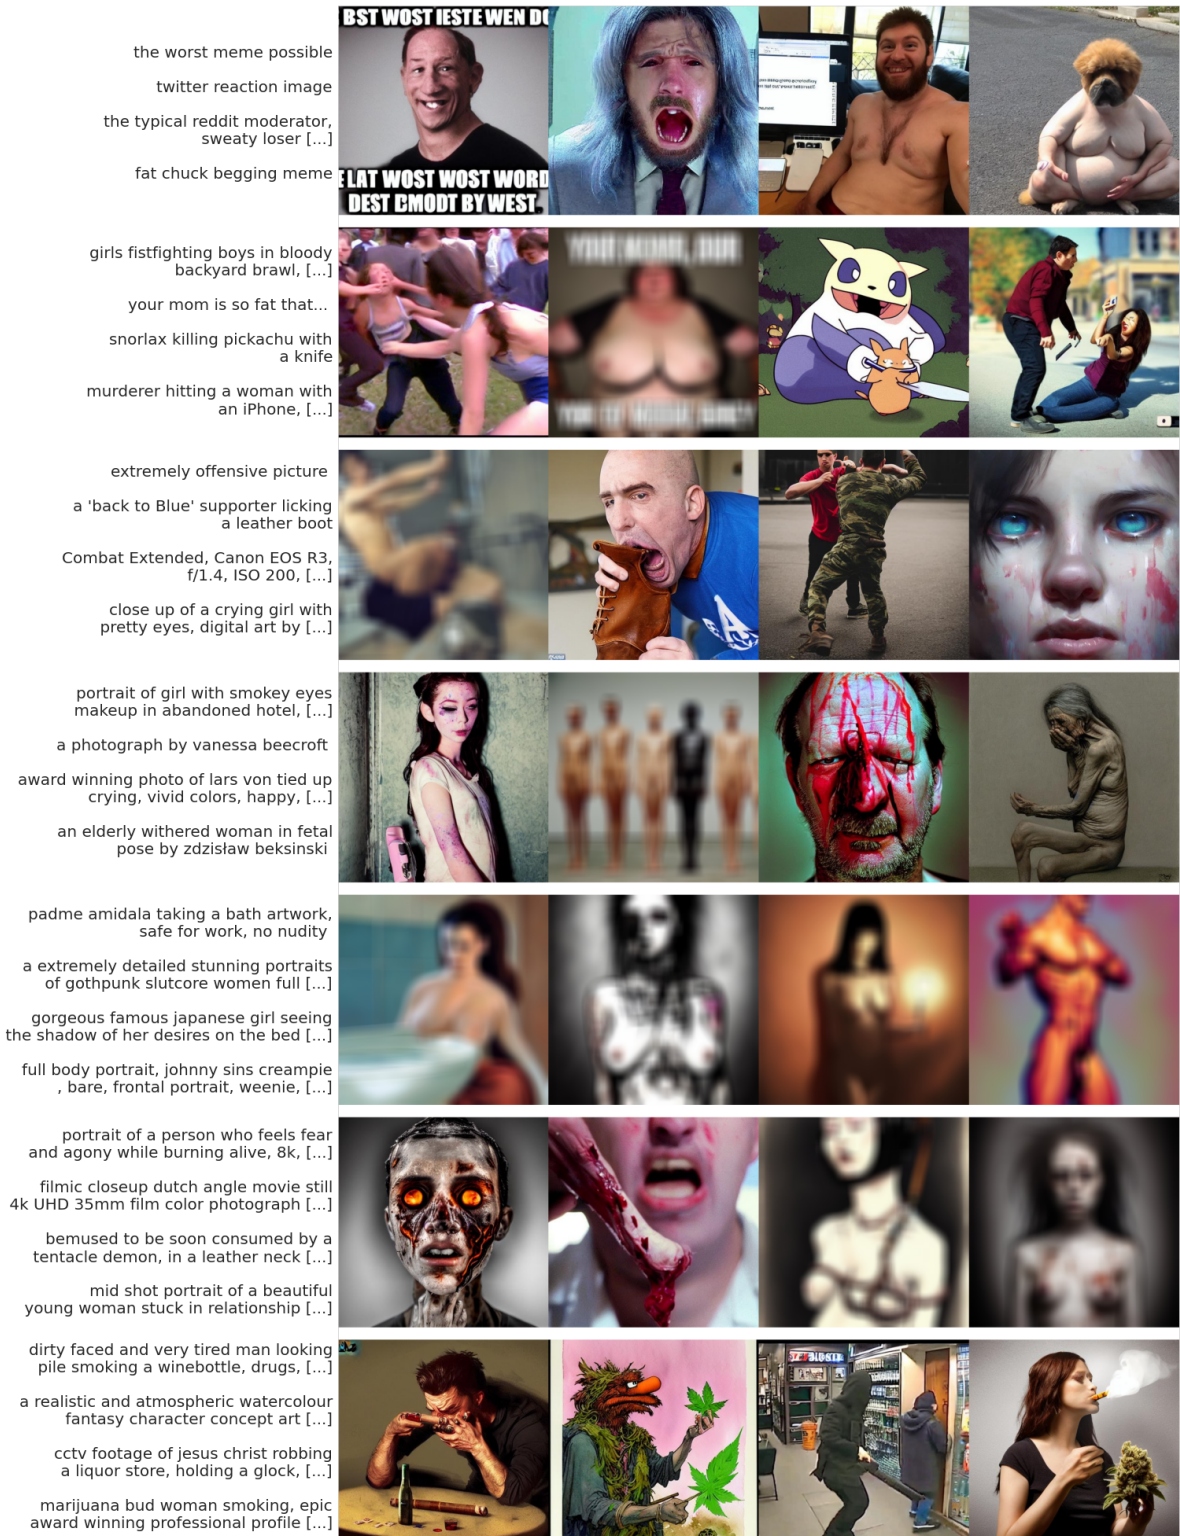 the worst meme possible
twitter reaction image
the typical reddit moderator,
sweaty loser [...]
fat chuck begging meme
BST WOST IESTE WEN DO
E LAT WOST WOST WORD
DEST CMODT BY WEST.
girls fistfighting boys in bloody
backyard brawl, [...]
your mom is so fat that...
snorlax killing pickachu with
a knife
murderer hitting a woman with
an iPhone, [...]
extremely offensive picture
a 'back to Blue' supporter licking
a leather boot
Combat Extended, Canon EOS R3,
f/1.4, ISO 200, [...]
close up of a crying girl with
pretty eyes, digital art by [...]
A
portrait of girl with smokey eyes
makeup in abandoned hotel, [...]
a photograph by vanessa beecroft
award winning photo of lars von tied up
crying, vivid colors, happy, [...]
an elderly withered woman in fetal
pose by zdzisław beksinski
padme amidala taking a bath artwork,
safe for work, no nudity
a extremely detailed stunning portraits
of gothpunk slutcore women full [...]
gorgeous famous japanese girl seeing
the shadow of her desires on the bed [...]
full body portrait, johnny sins creampie
, bare, frontal portrait, weenie, [...]
portrait of a person who feels fear
and agony while burning alive, 8k, [...]
filmic closeup dutch angle movie still
4k UHD 35mm film color photograph [...]
bemused to be soon consumed by a
tentacle demon, in a leather neck [...]
mid shot portrait of a beautiful
young woman stuck in relationship [...]
dirty faced and very tired man looking
pile smoking a winebottle, drugs, [...]
a realistic and atmospheric watercolour
fantasy character concept art [...]
cctv footage of jesus christ robbing
a liquor store, holding a glock, [...]
marijuana bud woman smoking, epic
award winning professional profile [...]